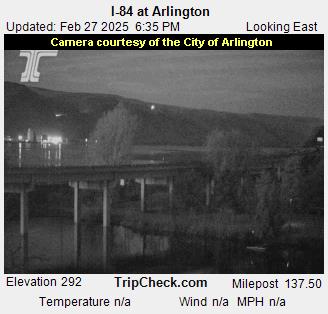 I-84 at Arlington
Updated: Feb 27 2025 6:35 PM Looking East
Camera courtesy of the City of Arlington
Elevation 292 TripCheck.com Milepost 137.50
Temperature n/a Wind n/a MPH n/a